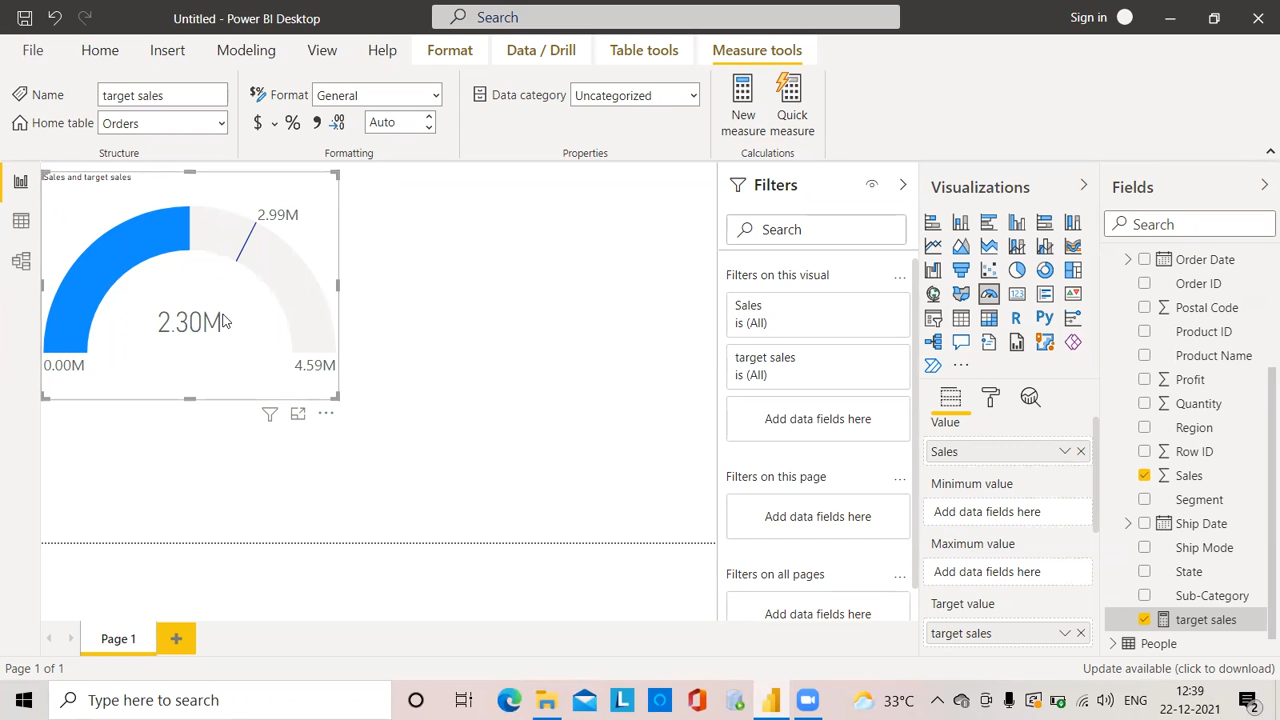 Untitled - Power BI Desktop
Search
Sign in
File
Home
Insert
Modeling
View
Help
Format
Data / Drill
Table tools
Measure tools
Name
target sales
Home table
Orders
Structure
$% Format
General
$
%
Auto
Formatting
Data category
Uncategorized
Properties
New measure
Quick measure
Calculations
Sales and target sales
2.99M
2.30M
0.00M
4.59M
Filters
Search
Filters on this visual
...
Sales
is (All)
target sales
is (All)
Add data fields here
Filters on this page
...
Add data fields here
Filters on all pages
...
Add data fields here
Visualizations
R
Py
123
...
Value
Sales
Minimum value
Add data fields here
Maximum value
Add data fields here
Target value
target sales
Fields
Search
Order Date
Order ID
Postal Code
Product ID
Product Name
Profit
Quantity
Region
Row ID
Sales
Segment
Ship Date
Ship Mode
State
Sub-Category
target sales
People
Page 1
Page 1 of 1
Update available (click to download)
Type here to search
33°C
ENG
12:39
22-12-2021
2